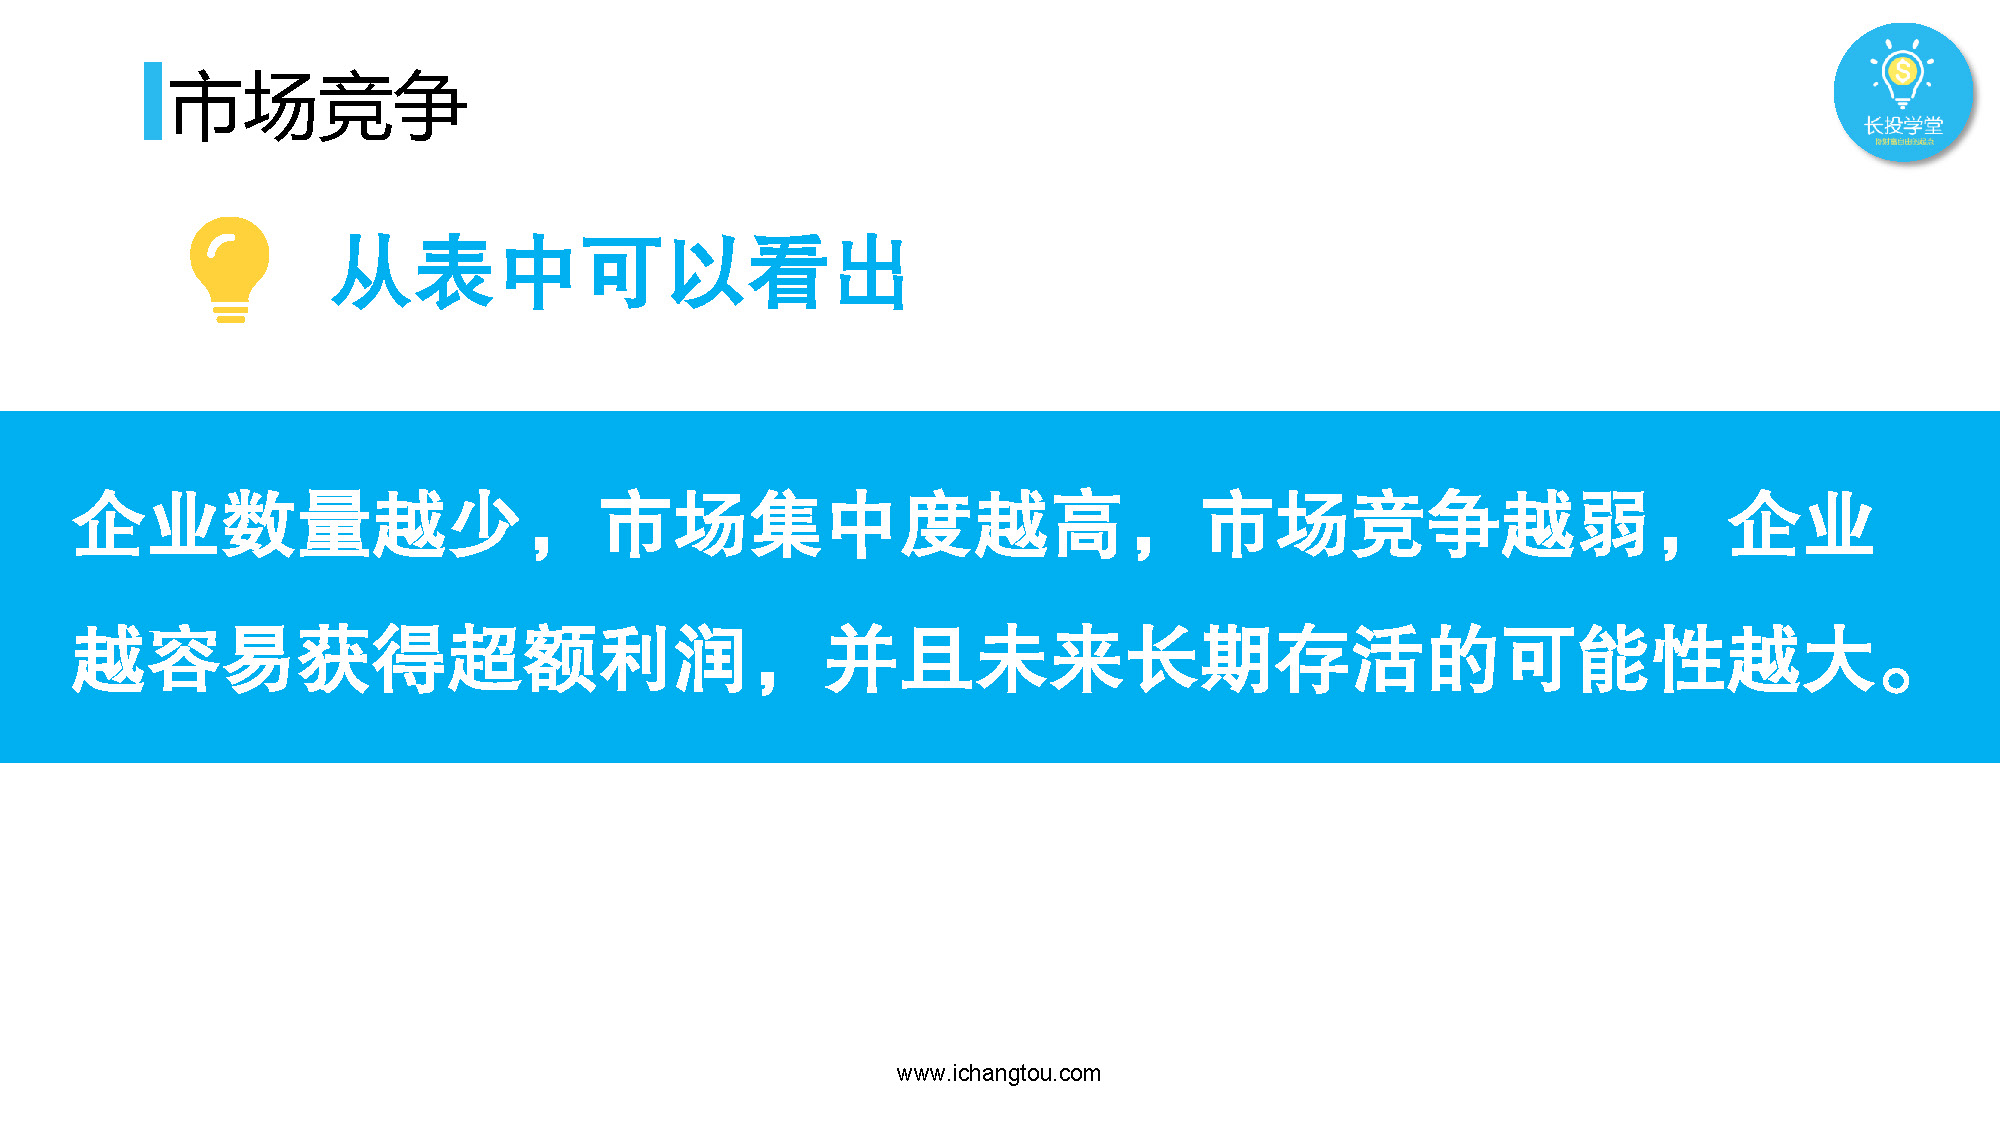 市场竞争
长投学堂
从表中可以看出
企业数量越少，市场集中度越高，市场竞争越弱，企业
越容易获得超额利润，并且未来长期存活的可能性越大。
www.ichangtou.com